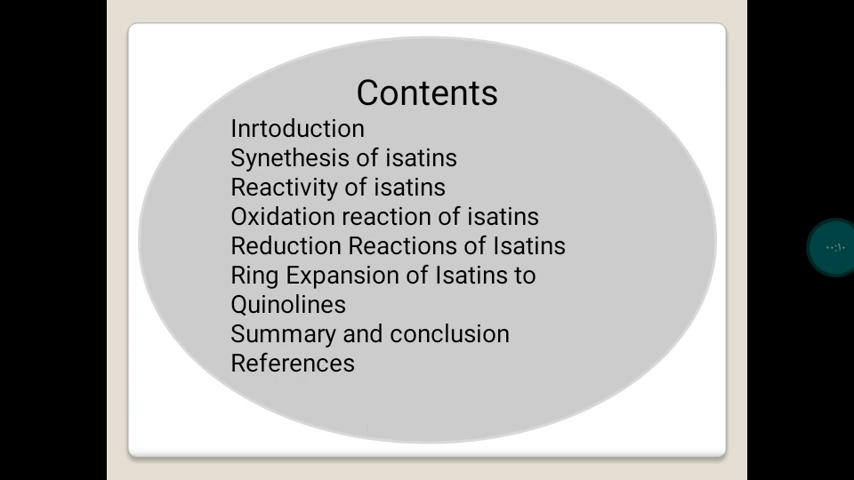 Contents
Inrtoduction
Synethesis of isatins
Reactivity of isatins
Oxidation reaction of isatins
Reduction Reactions of Isatins
Ring Expansion of Isatins to
Quinolines
Summary and conclusion
References